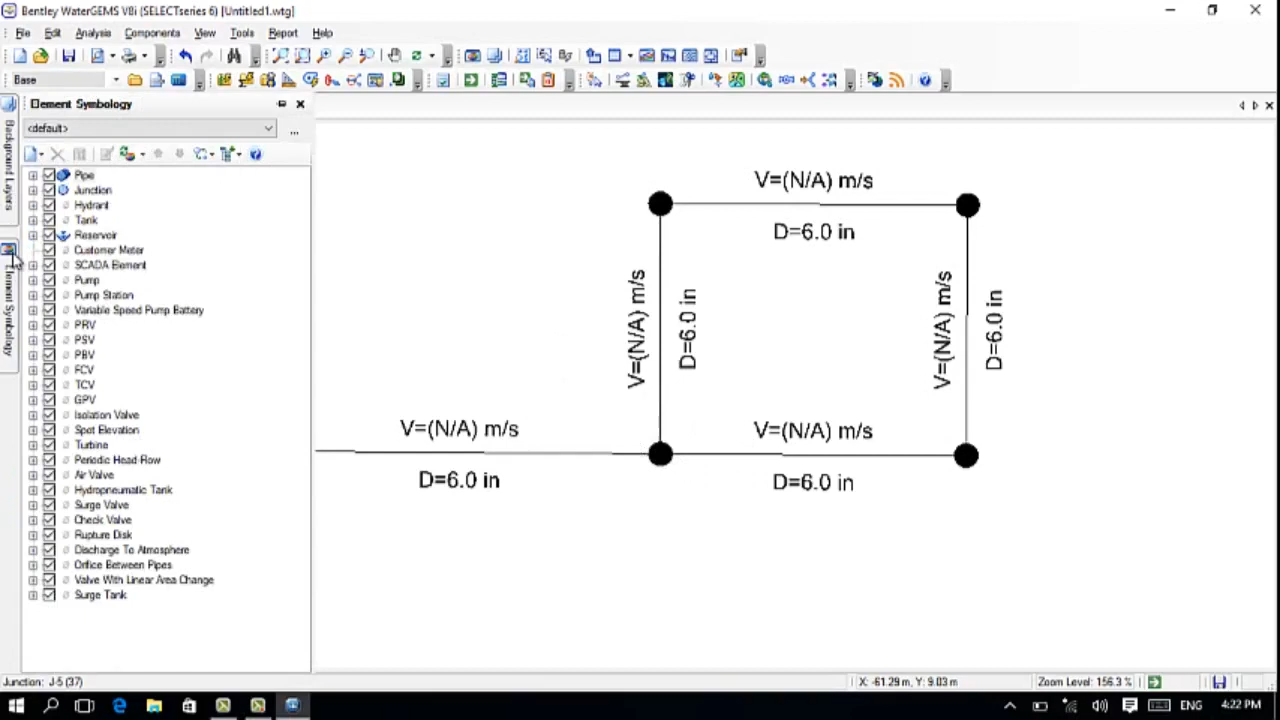 Bentley WaterGEMS V8i (SELECTseries 6) [Untitled1.wtg]
File Edit Analysis Components View Tools Report Help
Base
Element Symbology
<default>
Background Layers
Element Symbology
Pipe
Junction
Hydrant
Tank
Reservoir
Customer Meter
SCADA Element
Pump
Pump Station
Variable Speed Pump Battery
PRV
PSV
PBV
FCV
TCV
GPV
Isolation Valve
Spot Elevation
Turbine
Periodic Head-Flow
Air Valve
Hydropneumatic Tank
Surge Valve
Check Valve
Rupture Disk
Discharge To Atmosphere
Orifice Between Pipes
Valve With Linear Area Change
Surge Tank
V=(N/A) m/s
D=6.0 in
V=(N/A) m/s
D=6.0 in
V=(N/A) m/s
D=6.0 in
V=(N/A) m/s
D=6.0 in
V=(N/A) m/s
D=6.0 in
Junction: J-5 (37)
X: -61.29 m, Y: 9.03 m
Zoom Level: 156.3 %
ENG
4:22 PM